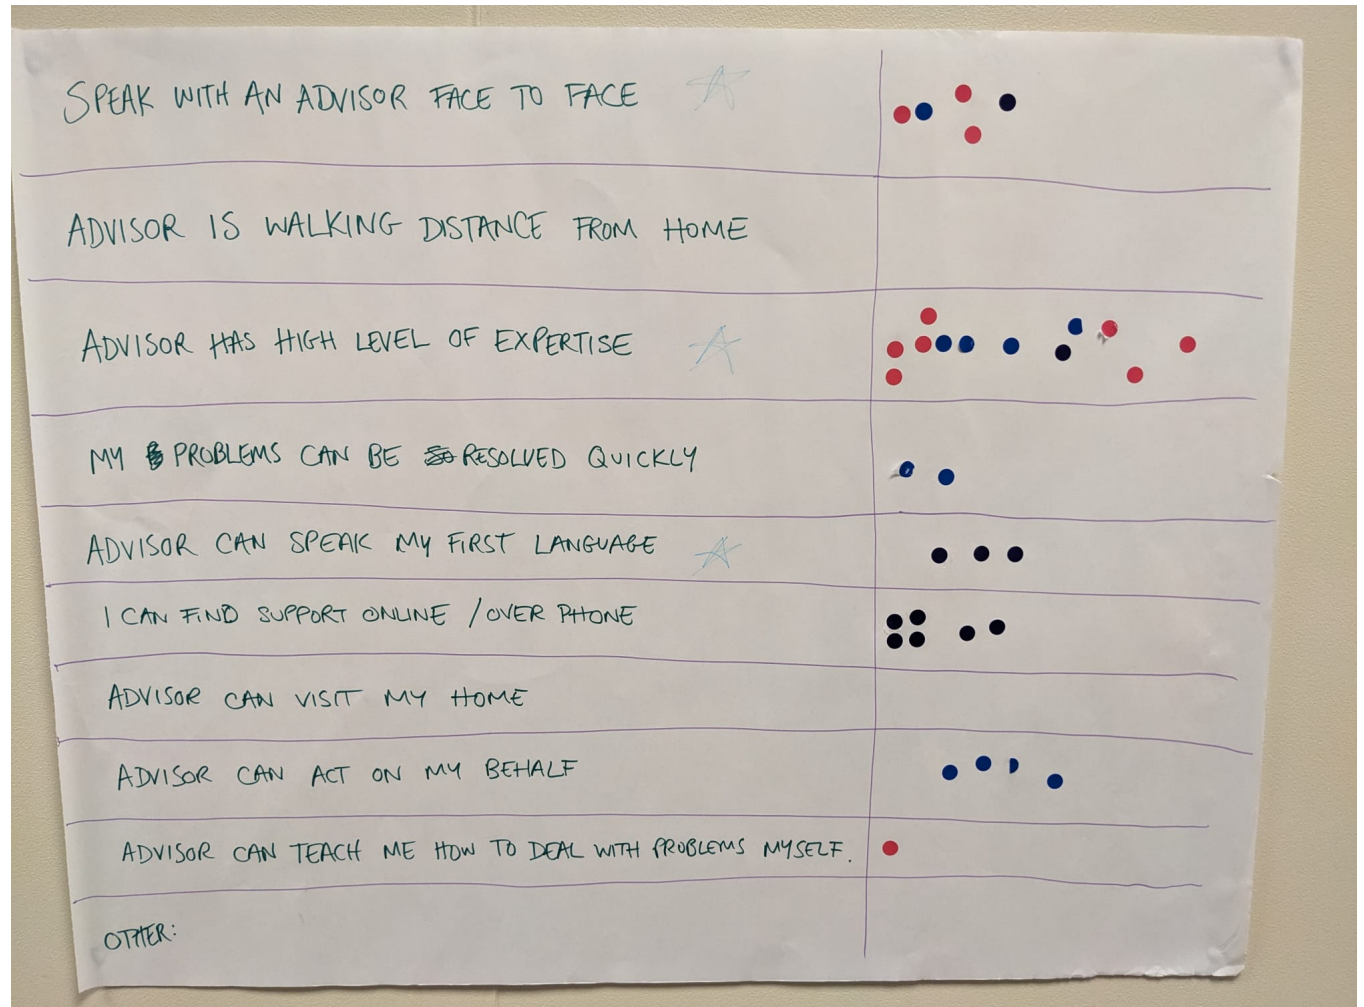 SPEAK WITH AN ADVISOR FACE TO FACE
ADVISOR IS WALKING DISTANCE FROM HOME
ADVISOR HAS HIGH LEVEL OF EXPERTISE
MY PROBLEMS CAN BE RESOLVED QUICKLY
ADVISOR CAN SPEAK MY FIRST LANGUAGE
I CAN FIND SUPPORT ONLINE / OVER PHONE
ADVISOR CAN VISIT MY HOME
ADVISOR CAN ACT ON MY BEHALF
ADVISOR CAN TEACH ME HOW TO DEAL WITH PROBLEMS MYSELF.
OTHER: